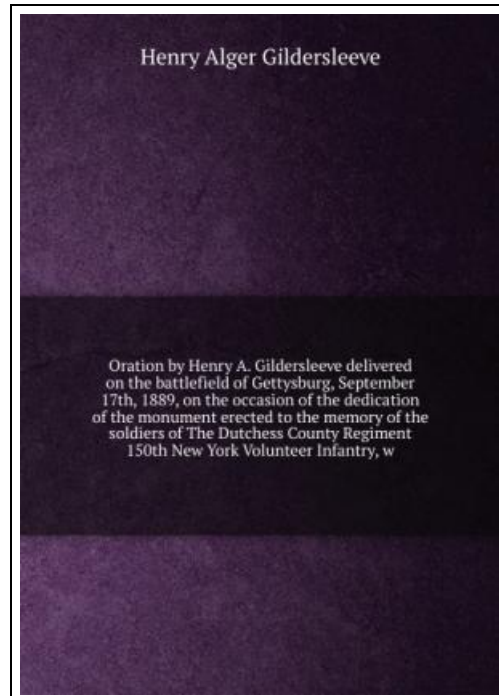 Henry Alger Gildersleeve
Oration by Henry A. Gildersleeve delivered
on the battlefield of Gettysburg, September
17th, 1889, on the occasion of the dedication
of the monument erected to the memory of the
soldiers of The Dutchess County Regiment
150th New York Volunteer Infantry, w